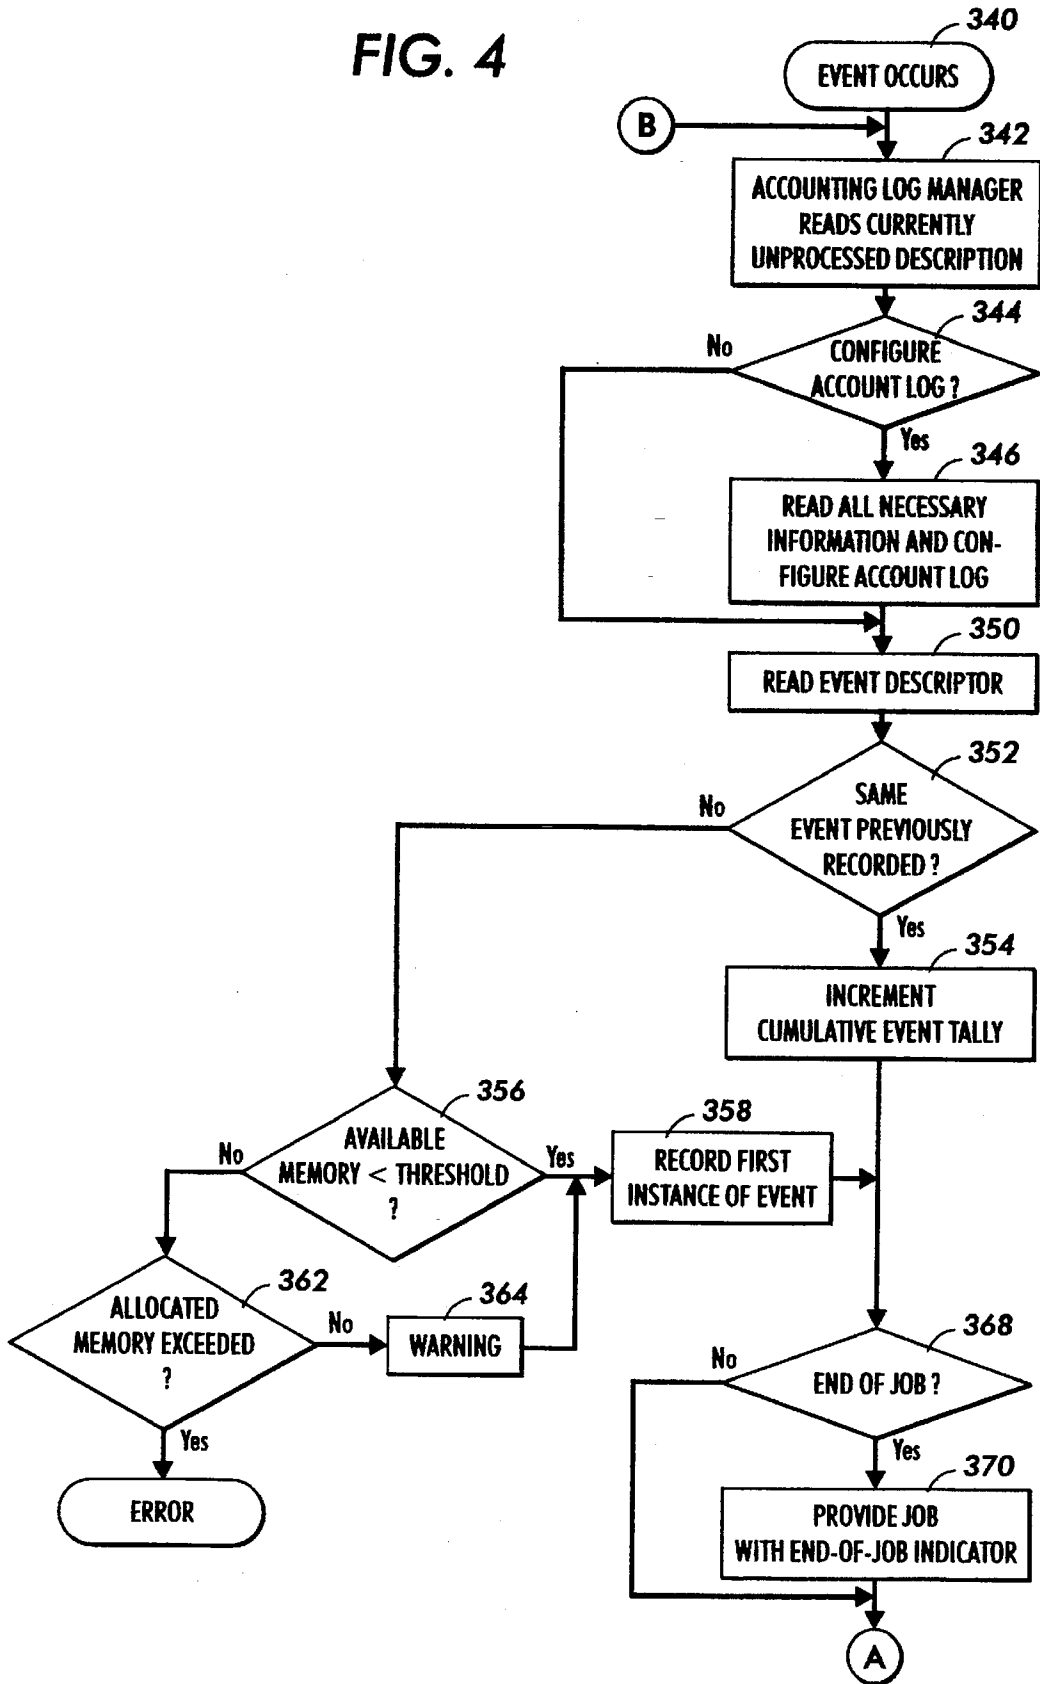 FIG. 4
340
EVENT OCCURS
B
342
ACCOUNTING LOG MANAGER
READS CURRENTLY
UNPROCESSED DESCRIPTION
344
No
CONFIGURE
ACCOUNT LOG ?
Yes
346
READ ALL NECESSARY
INFORMATION AND CON-
FIGURE ACCOUNT LOG
350
READ EVENT DESCRIPTOR
352
No
SAME
EVENT PREVIOUSLY
RECORDED ?
Yes
354
INCREMENT
CUMULATIVE EVENT TALLY
356
No
AVAILABLE
MEMORY < THRESHOLD
?
Yes
358
RECORD FIRST
INSTANCE OF EVENT
362
ALLOCATED
MEMORY EXCEEDED
?
No
364
WARNING
Yes
ERROR
368
No
END OF JOB ?
Yes
370
PROVIDE JOB
WITH END-OF-JOB INDICATOR
A